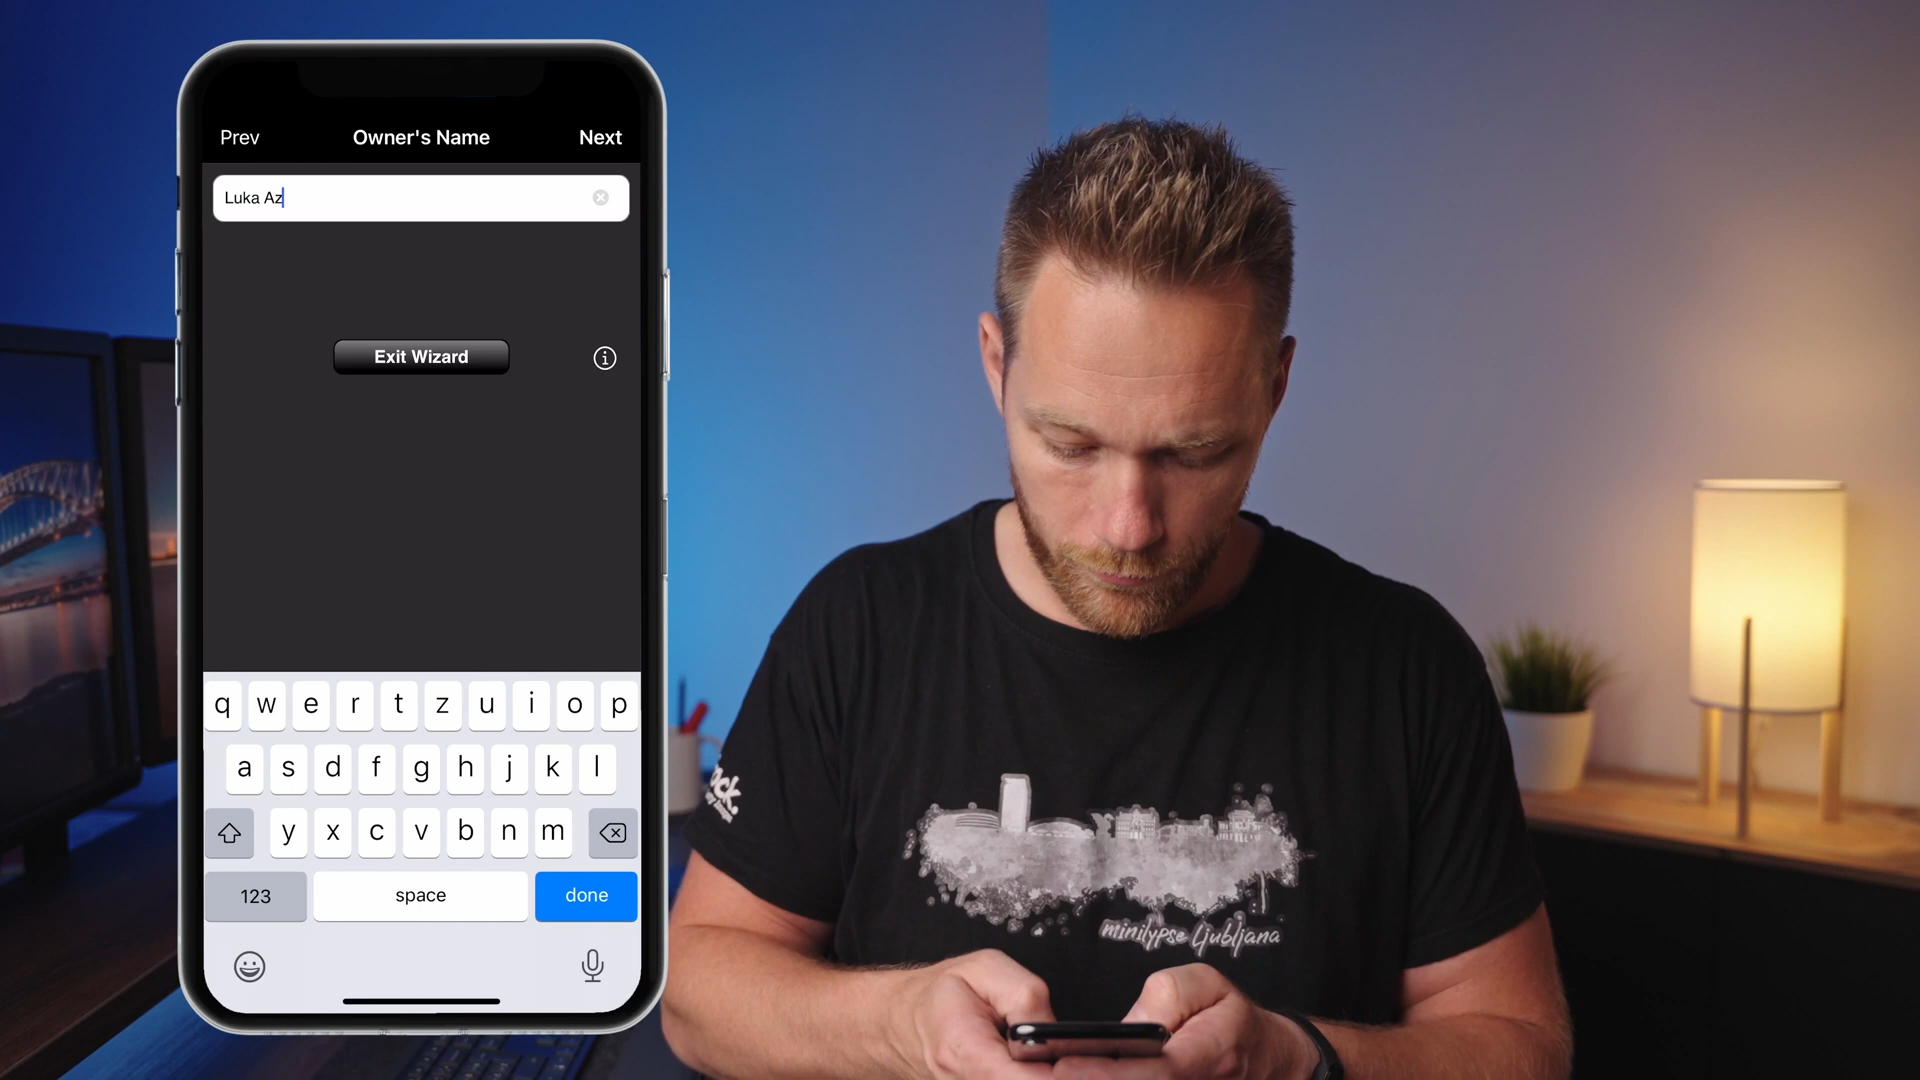 Prev Owner's Name Next
Luka Az
Exit Wizard
q w e r t z u i o p
a s d f g h j k l
y x c v b n m
123 space done
minilypse Ljubljana